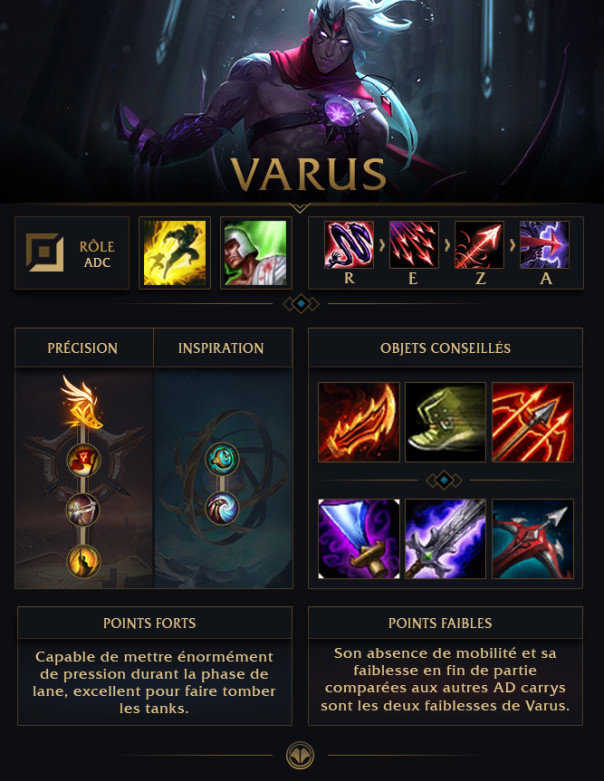 VARUS
RÔLE
ADC
R E Z A
PRÉCISION
INSPIRATION
OBJETS CONSEILLÉS
POINTS FORTS
Capable de mettre énormément
de pression durant la phase de
lane, excellent pour faire tomber
les tanks.
POINTS FAIBLES
Son absence de mobilité et sa
faiblesse en fin de partie
comparées aux autres AD carrys
sont les deux faiblesses de Varus.